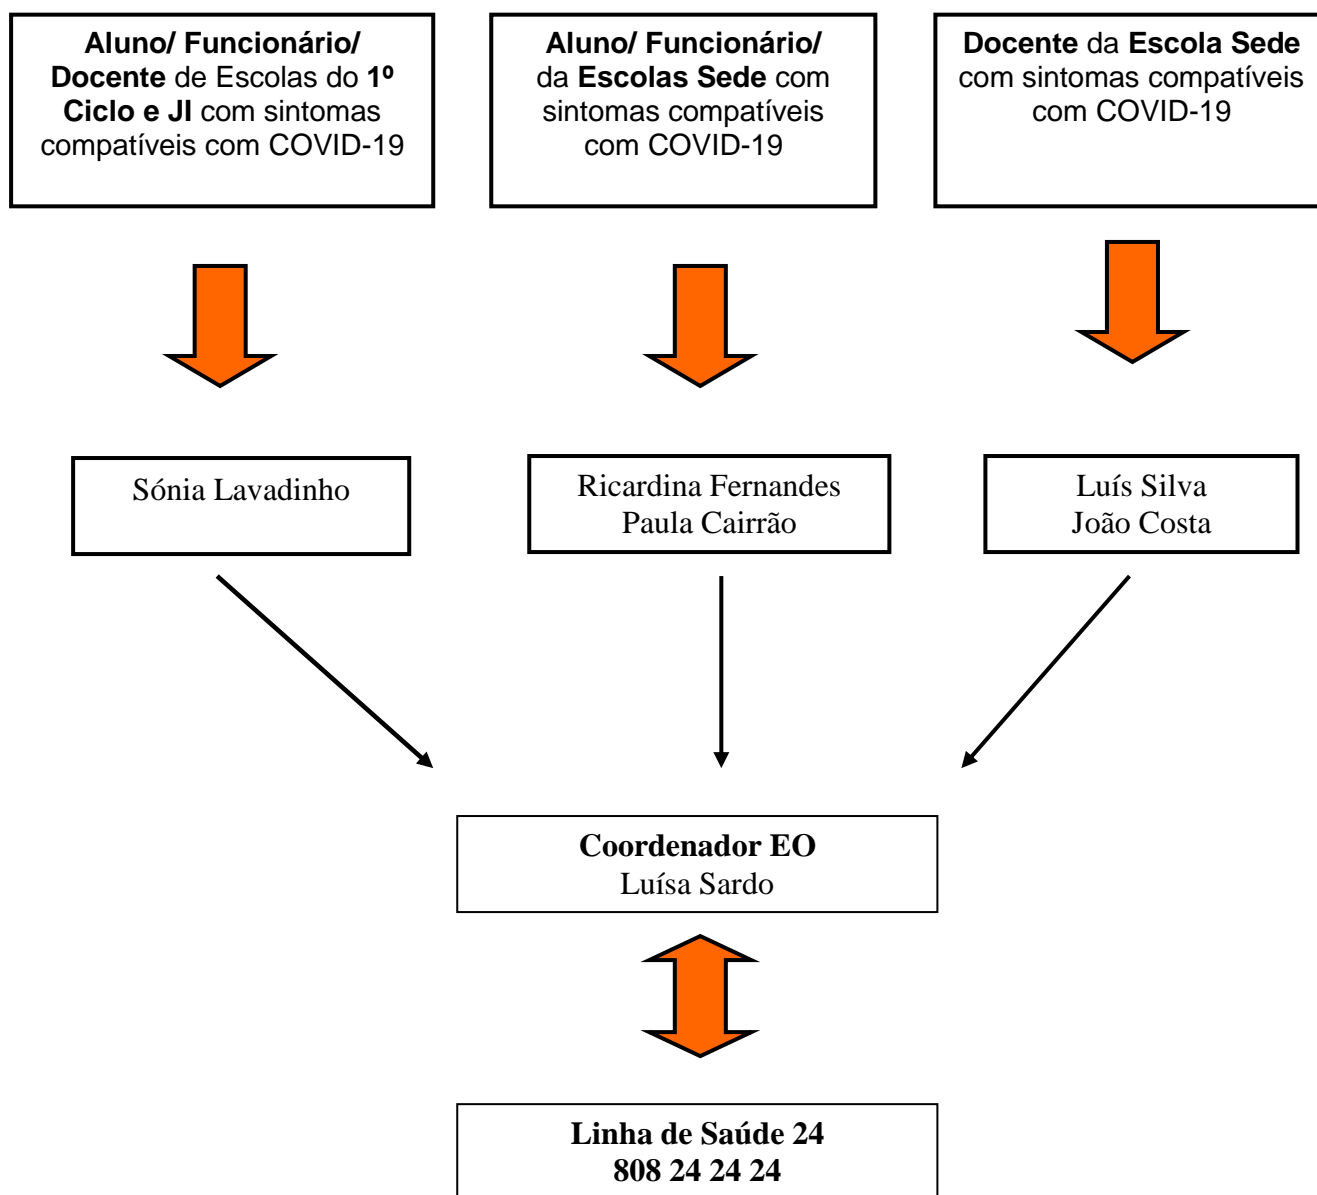 Aluno/ Funcionário/
Docente de Escolas do 1º
Ciclo e JI com sintomas
compatíveis com COVID-19
Aluno/ Funcionário/
da Escolas Sede com
sintomas compatíveis
com COVID-19
Docente da Escola Sede
com sintomas compatíveis
com COVID-19
Sónia Lavadinho
Ricardina Fernandes
Paula Cairrão
Luís Silva
João Costa
Coordenador EO
Luísa Sardo
Linha de Saúde 24
808 24 24 24